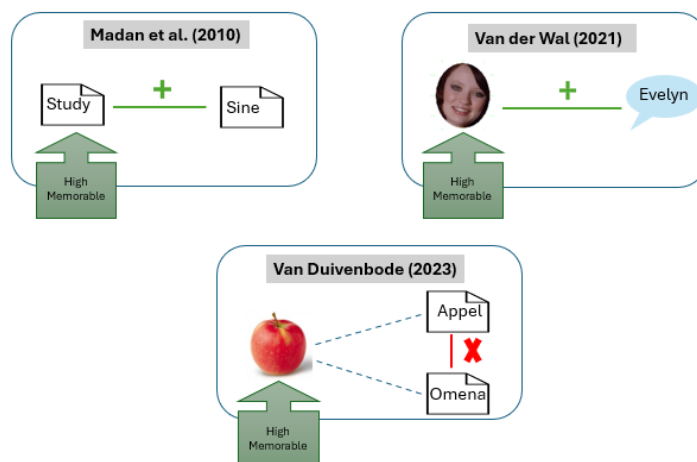 Madan et al. (2010)
Study
+
Sine
High
Memorable
Van der Wal (2021)
+
Evelyn
High
Memorable
Van Duivenbode (2023)
Appel
Omena
High
Memorable